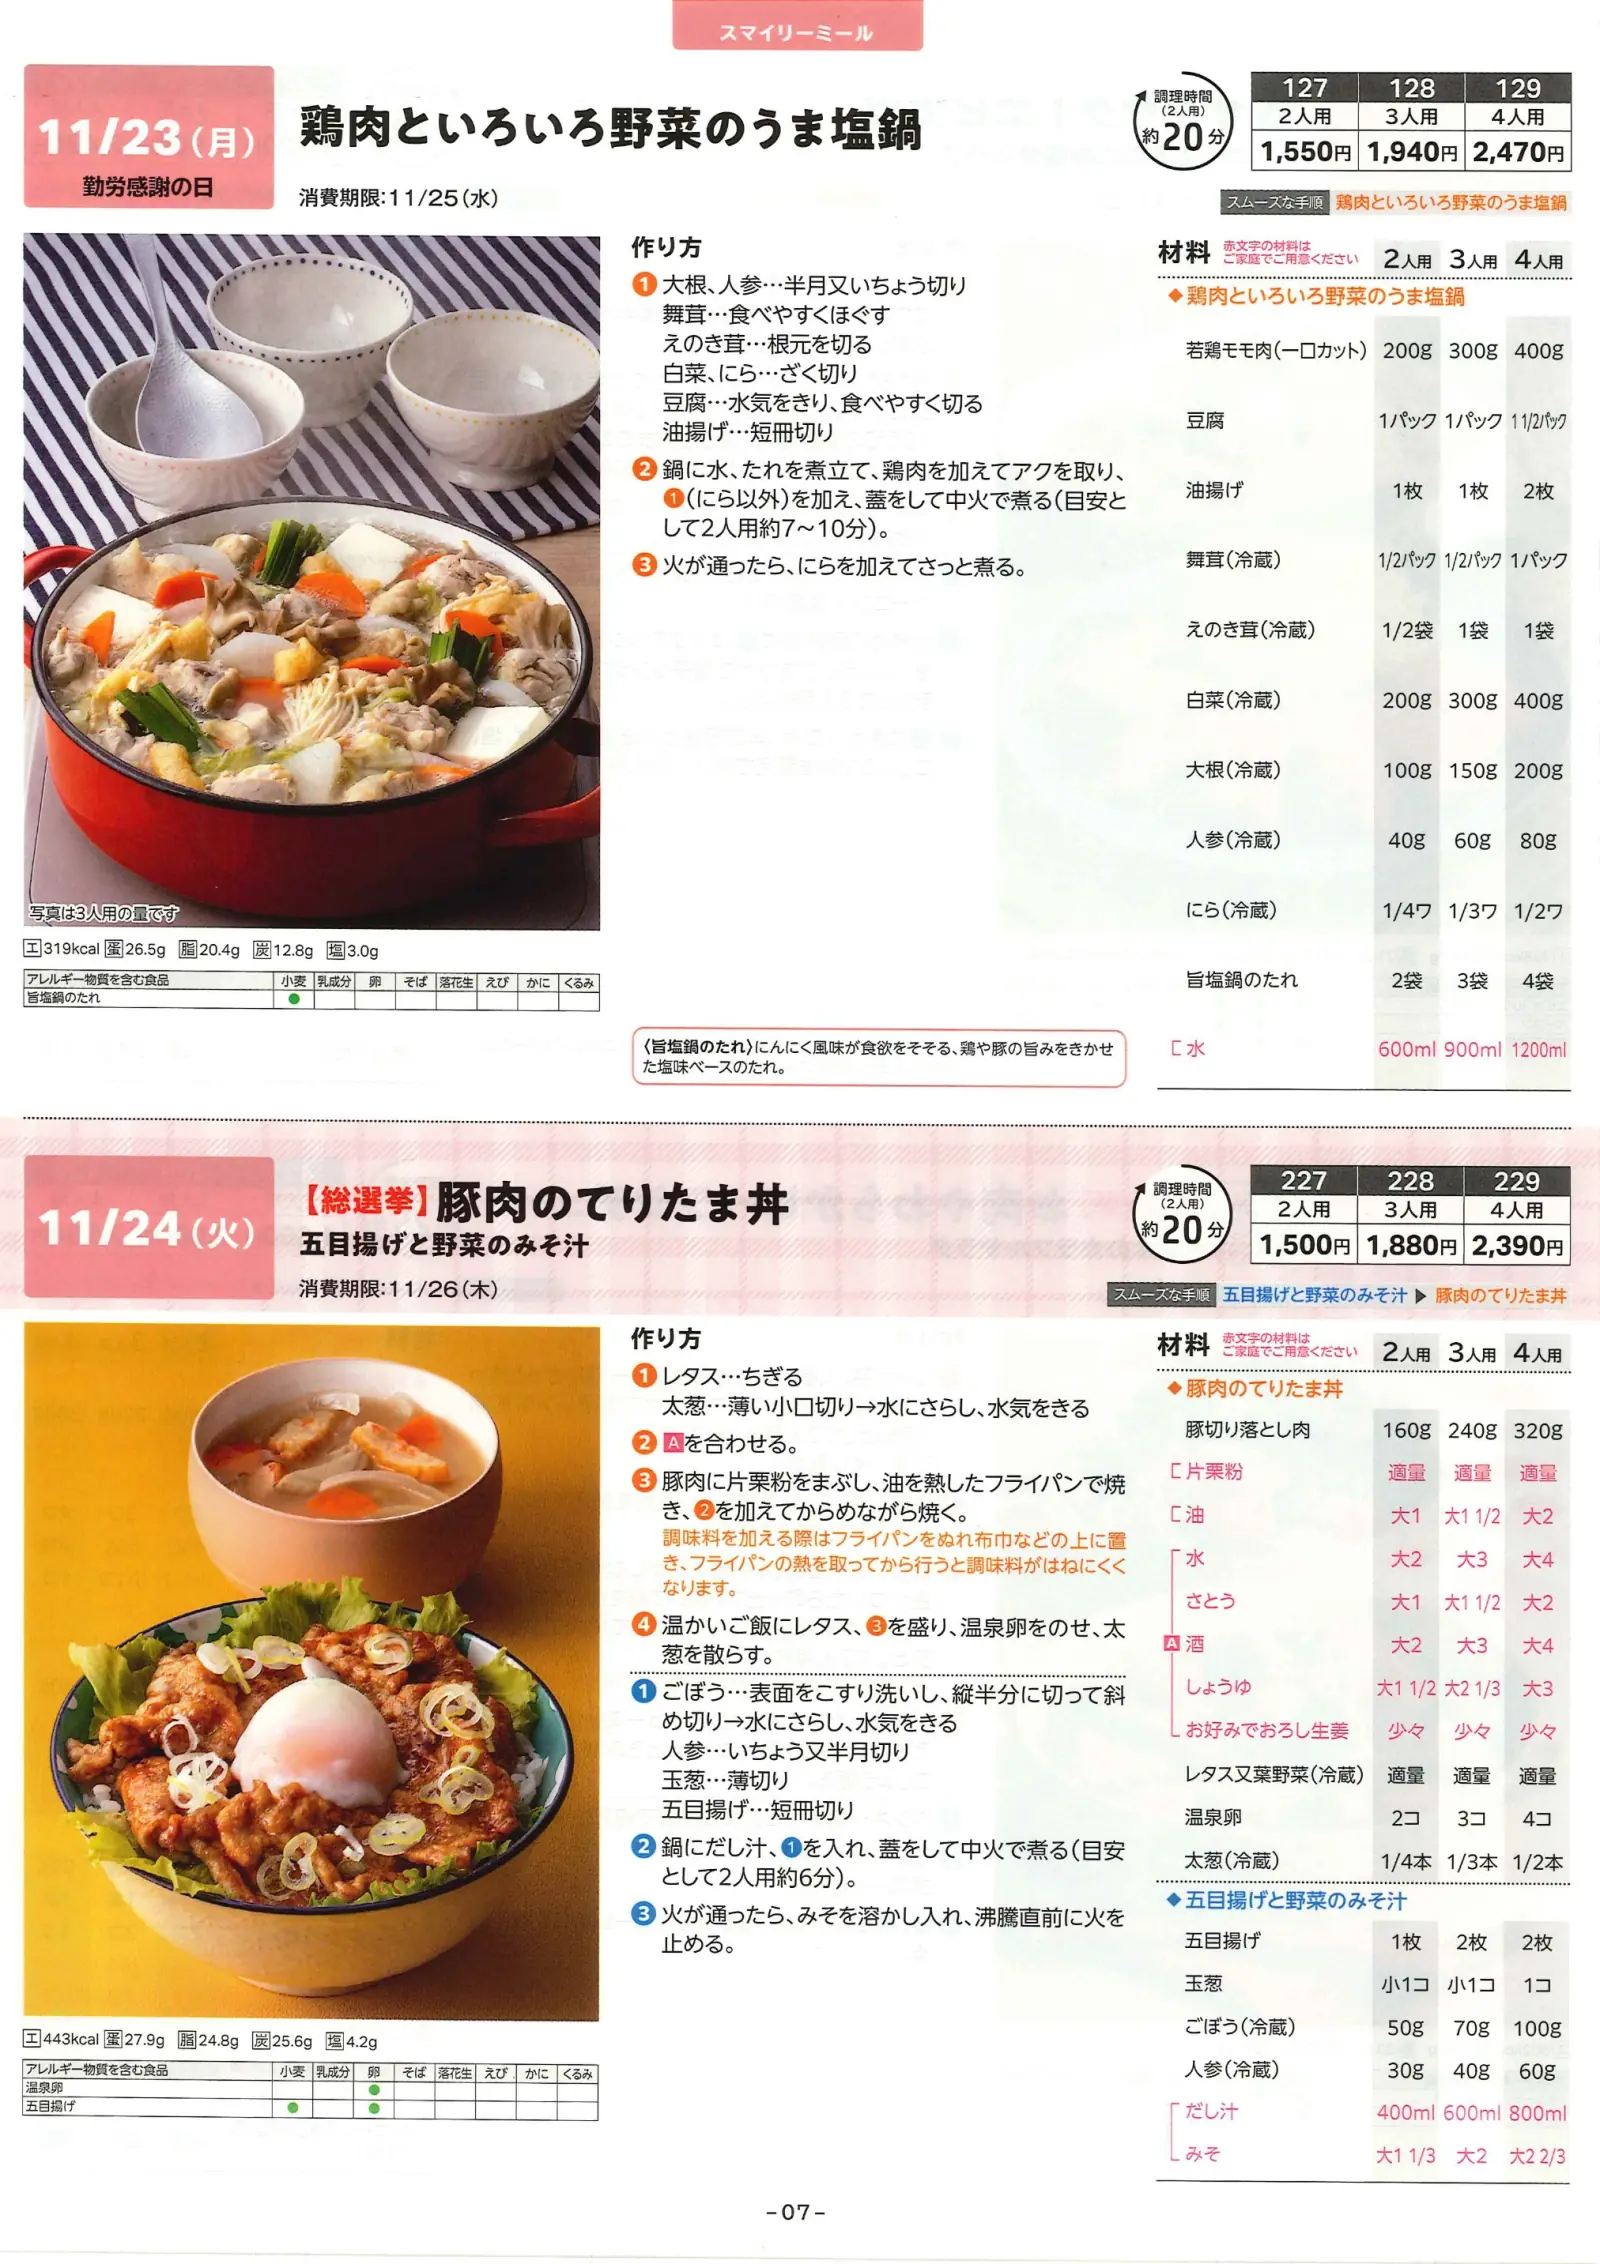 スマイリーミール
11/23(月)
勤労感謝の日
鶏肉といろいろ野菜のうま塩鍋
消費期限:11/25(水)
調理時間
(2人用)
約20分
127 128 129
2人用 3人用 4人用
1,550円 1,940円 2,470円
スムーズな手順 鶏肉といろいろ野菜のうま塩鍋
写真は3人用の量です
エ319kcal 蛋26.5g 脂20.4g 炭12.8g 塩3.0g
アレルギー物質を含む食品 小麦 乳成分 卵 そば 落花生 えび かに くるみ
旨塩鍋のたれ ●
作り方
1 大根、人参…半月又いちょう切り
舞茸…食べやすくほぐす
えのき茸…根元を切る
白菜、にら…ざく切り
豆腐…水気をきり、食べやすく切る
油揚げ…短冊切り
2 鍋に水、たれを煮立て、鶏肉を加えてアクを取り、
1(にら以外)を加え、蓋をして中火で煮る(目安と
して2人用約7〜10分)。
3 火が通ったら、にらを加えてさっと煮る。
〈旨塩鍋のたれ〉にんにく風味が食欲をそそる、鶏や豚の旨みをきかせ
た塩味ベースのたれ。
材料 赤文字の材料は
ご家庭でご用意ください
2人用 3人用 4人用
◆鶏肉といろいろ野菜のうま塩鍋
若鶏モモ肉(一口カット) 200g 300g 400g
豆腐 1パック 1パック 1 1/2パック
油揚げ 1枚 1枚 2枚
舞茸(冷蔵) 1/2パック 1/2パック 1パック
えのき茸(冷蔵) 1/2袋 1袋 1袋
白菜(冷蔵) 200g 300g 400g
大根(冷蔵) 100g 150g 200g
人参(冷蔵) 40g 60g 80g
にら(冷蔵) 1/4ワ 1/3ワ 1/2ワ
旨塩鍋のたれ 2袋 3袋 4袋
水 600ml 900ml 1200ml
11/24(火)
【総選挙】豚肉のてりたま丼
五目揚げと野菜のみそ汁
消費期限:11/26(木)
調理時間
(2人用)
約20分
227 228 229
2人用 3人用 4人用
1,500円 1,880円 2,390円
スムーズな手順 五目揚げと野菜のみそ汁 ▶ 豚肉のてりたま丼
エ443kcal 蛋27.9g 脂24.8g 炭25.6g 塩4.2g
アレルギー物質を含む食品 小麦 乳成分 卵 そば 落花生 えび かに くるみ
温泉卵 ●
五目揚げ ● ●
作り方
1 レタス…ちぎる
太葱…薄い小口切り→水にさらし、水気をきる
2 Aを合わせる。
3 豚肉に片栗粉をまぶし、油を熱したフライパンで焼
き、2を加えてからめながら焼く。
調味料を加える際はフライパンをぬれ布巾などの上に置
き、フライパンの熱を取ってから行うと調味料がはねにくく
なります。
4 温かいご飯にレタス、3を盛り、温泉卵をのせ、太
葱を散らす。
1 ごぼう…表面をこすり洗いし、縦半分に切って斜
め切り→水にさらし、水気をきる
人参…いちょう又半月切り
玉葱…薄切り
五目揚げ…短冊切り
2 鍋にだし汁、1を入れ、蓋をして中火で煮る(目安
として2人用約6分)。
3 火が通ったら、みそを溶かし入れ、沸騰直前に火を
止める。
材料 赤文字の材料は
ご家庭でご用意ください
2人用 3人用 4人用
◆豚肉のてりたま丼
豚切り落とし肉 160g 240g 320g
片栗粉 適量 適量 適量
油 大1 大1 1/2 大2
水 大2 大3 大4
さとう 大1 大1 1/2 大2
A 酒 大2 大3 大4
しょうゆ 大1 1/2 大2 1/3 大3
お好みでおろし生姜 少々 少々 少々
レタス又葉野菜(冷蔵) 適量 適量 適量
温泉卵 2コ 3コ 4コ
太葱(冷蔵) 1/4本 1/3本 1/2本
◆五目揚げと野菜のみそ汁
五目揚げ 1枚 2枚 2枚
玉葱 小1コ 小1コ 1コ
ごぼう(冷蔵) 50g 70g 100g
人参(冷蔵) 30g 40g 60g
だし汁 400ml 600ml 800ml
みそ 大1 1/3 大2 大2 2/3
-07-